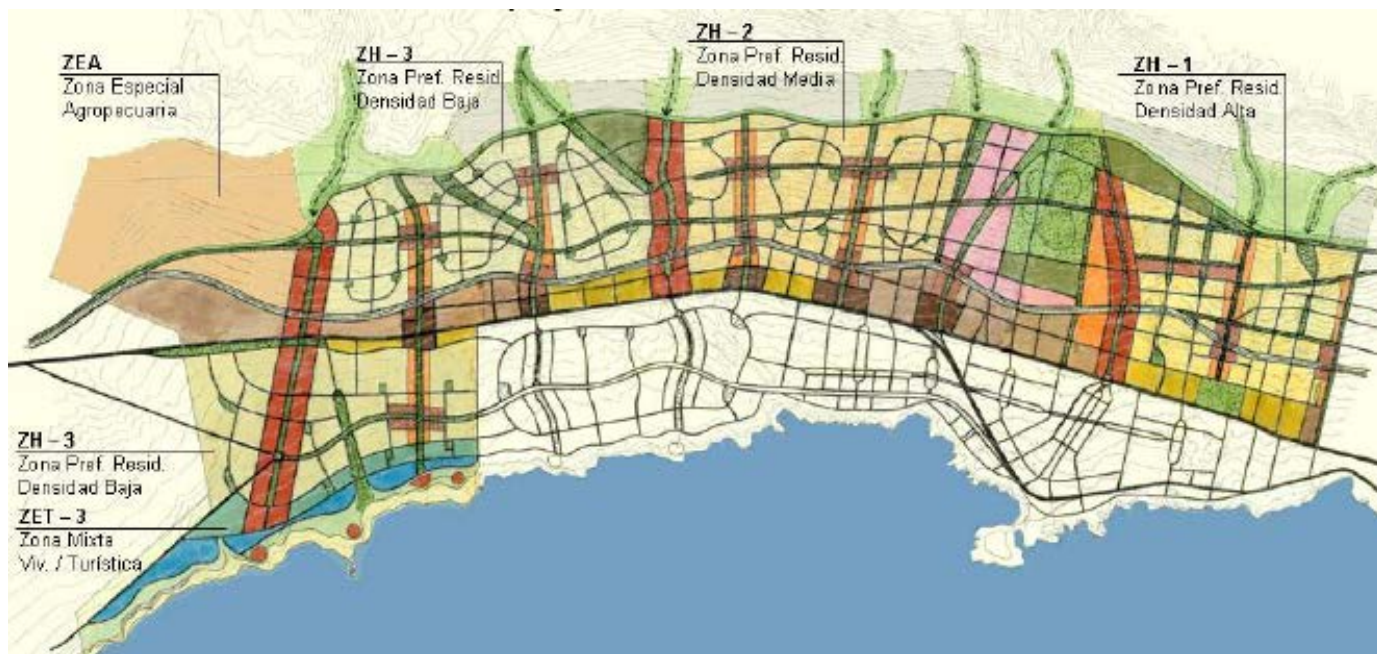 ZEA
Zona Especial
Agropecuaria
ZH – 3
Zona Pref. Resid.
Densidad Baja
ZH – 2
Zona Pref. Resid.
Densidad Media
ZH – 1
Zona Pref. Resid.
Densidad Alta
ZH – 3
Zona Pref. Resid.
Densidad Baja
ZET – 3
Zona Mixta
Viv. / Turística